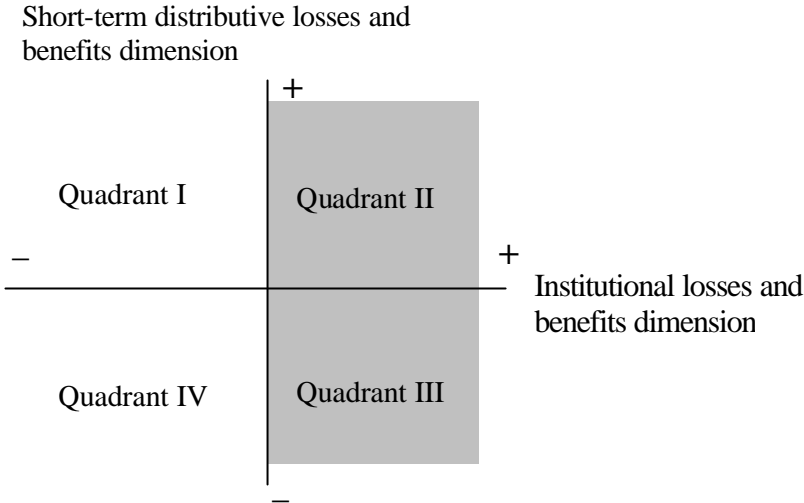 Short-term distributive losses and
benefits dimension
+
Quadrant I
Quadrant II
–
+
Institutional losses and
benefits dimension
Quadrant IV
Quadrant III
–